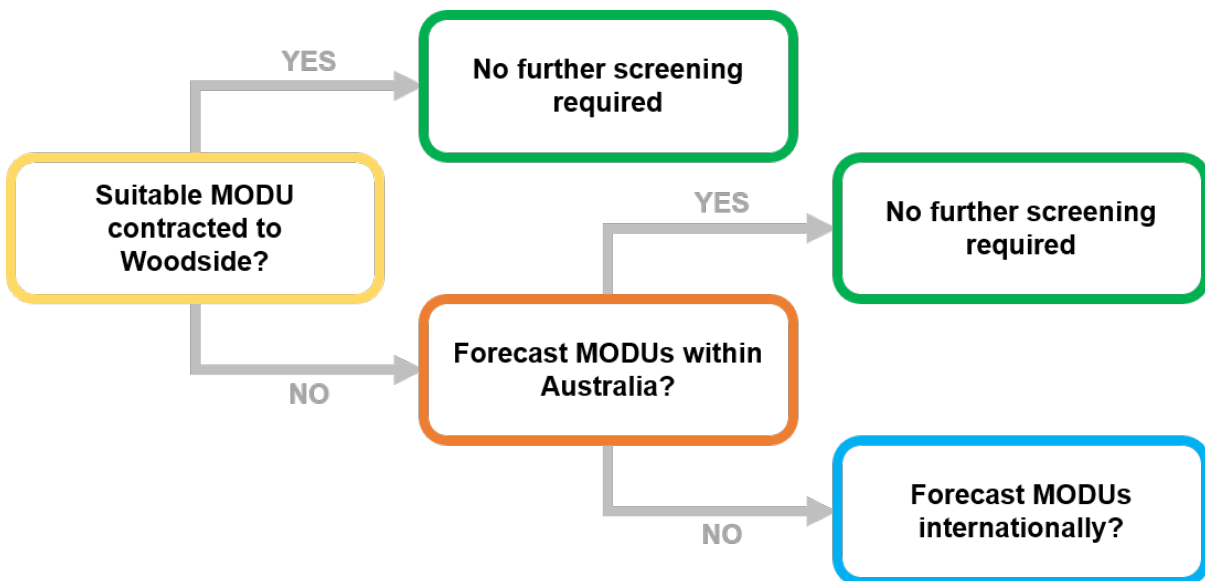 YES
No further screening
required
Suitable MODU
contracted to
Woodside?
YES
No further screening
required
NO
Forecast MODUs within
Australia?
NO
Forecast MODUs
internationally?